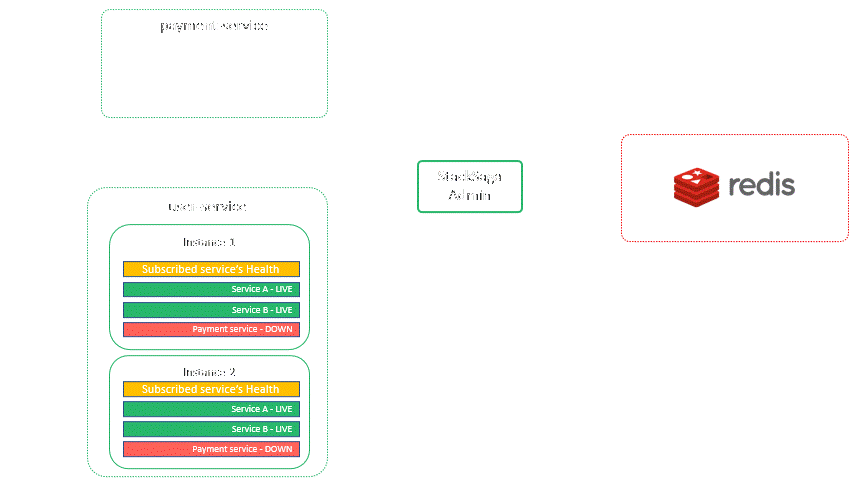 payment-service
StackSaga
Admin
redis
user-service
Instance 1
Subscribed service's Health
Service A - LIVE
Service B - LIVE
Payment service - DOWN
Instance 2
Subscribed service's Health
Service A - LIVE
Service B - LIVE
Payment service - DOWN